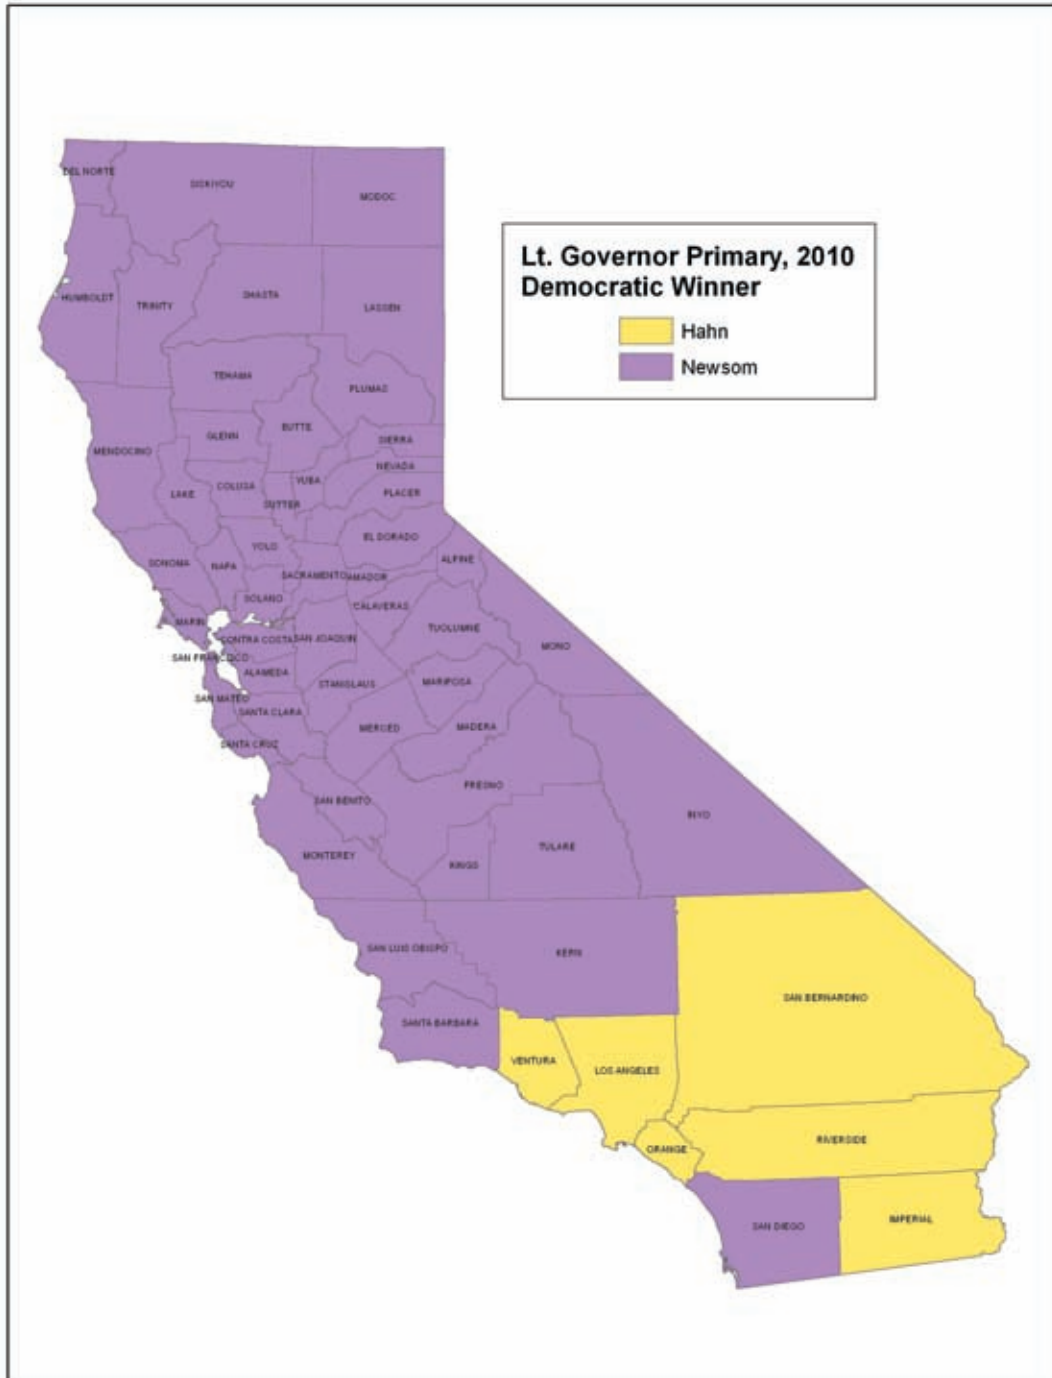 Lt. Governor Primary, 2010
Democratic Winner
Hahn
Newsom
DEL NORTE
SISKIYOU
MODOC
HUMBOLDT
TRINITY
SHASTA
LASSEN
TEHAMA
PLUMAS
MENDOCINO
GLENN
BUTTE
SIERRA
NEVADA
LAKE
COLUSA
SUTTER
YUBA
PLACER
SONOMA
NAPA
YOLO
EL DORADO
ALPINE
SACRAMENTO
AMADOR
SOLANO
CALAVERAS
MARIN
CONTRA COSTA
SAN JOAQUIN
TUOLUMNE
MONO
SAN FRANCISCO
ALAMEDA
STANISLAUS
MARIPOSA
SAN MATEO
SANTA CLARA
MERCED
MADERA
SANTA CRUZ
SAN BENITO
FRESNO
INYO
MONTEREY
KINGS
TULARE
SAN LUIS OBISPO
KERN
SAN BERNARDINO
SANTA BARBARA
VENTURA
LOS ANGELES
ORANGE
RIVERSIDE
SAN DIEGO
IMPERIAL